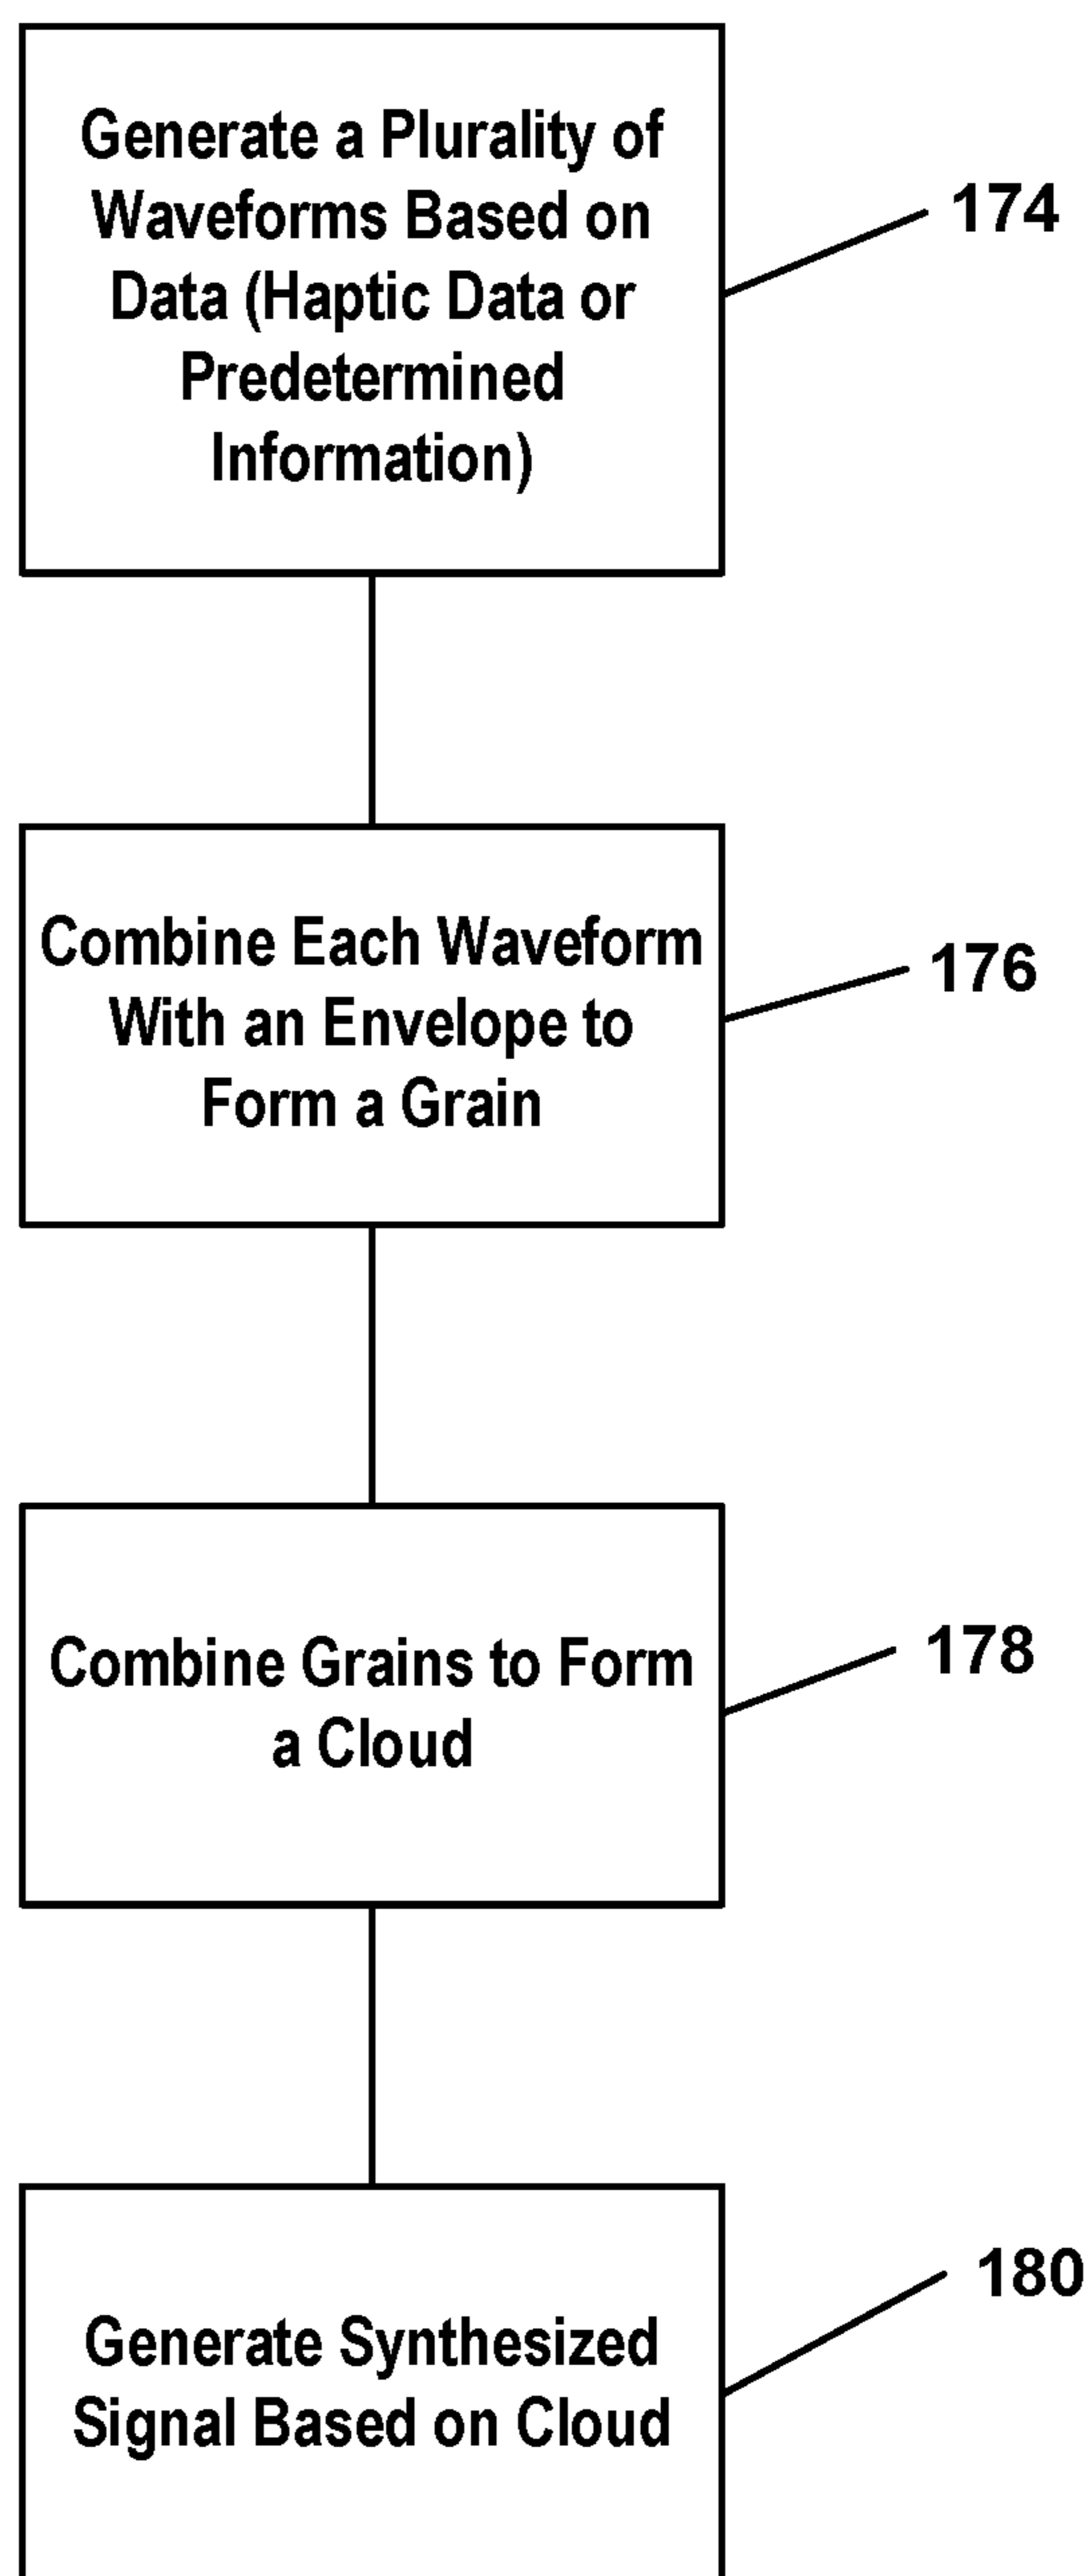 Generate a Plurality of
Waveforms Based on
Data (Haptic Data or
Predetermined
Information)
174
Combine Each Waveform
With an Envelope to
Form a Grain
176
Combine Grains to Form
a Cloud
178
Generate Synthesized
Signal Based on Cloud
180